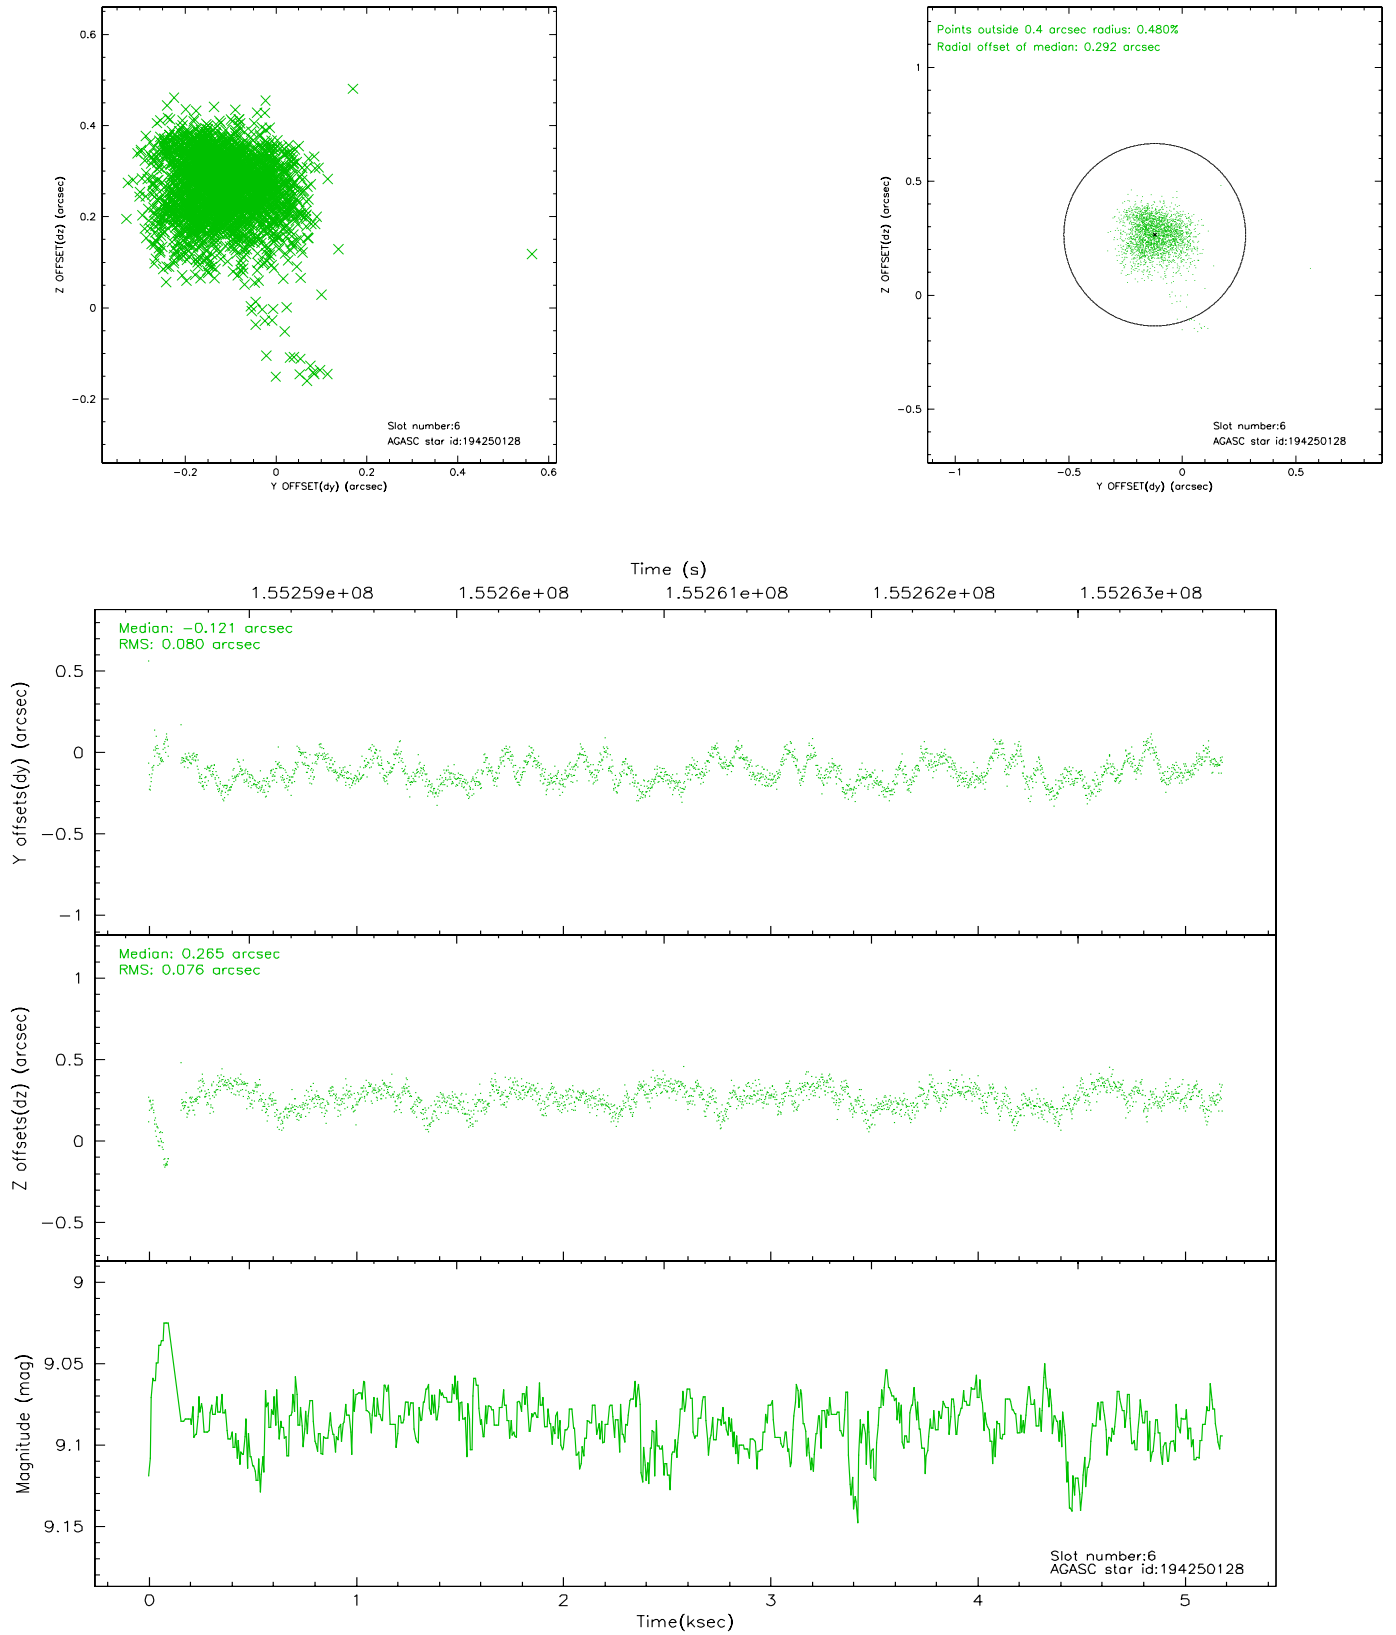 0.6
0.4
0.2
0
−0.2
Z OFFSET(dz) (arcsec)
−0.2 0 0.2 0.4 0.6
Y OFFSET(dy) (arcsec)
Slot number:6
AGASC star id:194250128
Points outside 0.4 arcsec radius: 0.480%
Radial offset of median: 0.292 arcsec
1
0.5
0
−0.5
Z OFFSET(dz) (arcsec)
−1 −0.5 0 0.5
Y OFFSET(dy) (arcsec)
Slot number:6
AGASC star id:194250128
Time (s)
1.55259e+08 1.5526e+08 1.55261e+08 1.55262e+08 1.55263e+08
Median: −0.121 arcsec
RMS: 0.080 arcsec
0.5
0
−0.5
−1
Y offsets(dy) (arcsec)
Median: 0.265 arcsec
RMS: 0.076 arcsec
1
0.5
0
−0.5
Z offsets(dz) (arcsec)
9
9.05
9.1
9.15
Magnitude (mag)
Slot number:6
AGASC star id:194250128
0 1 2 3 4 5
Time(ksec)